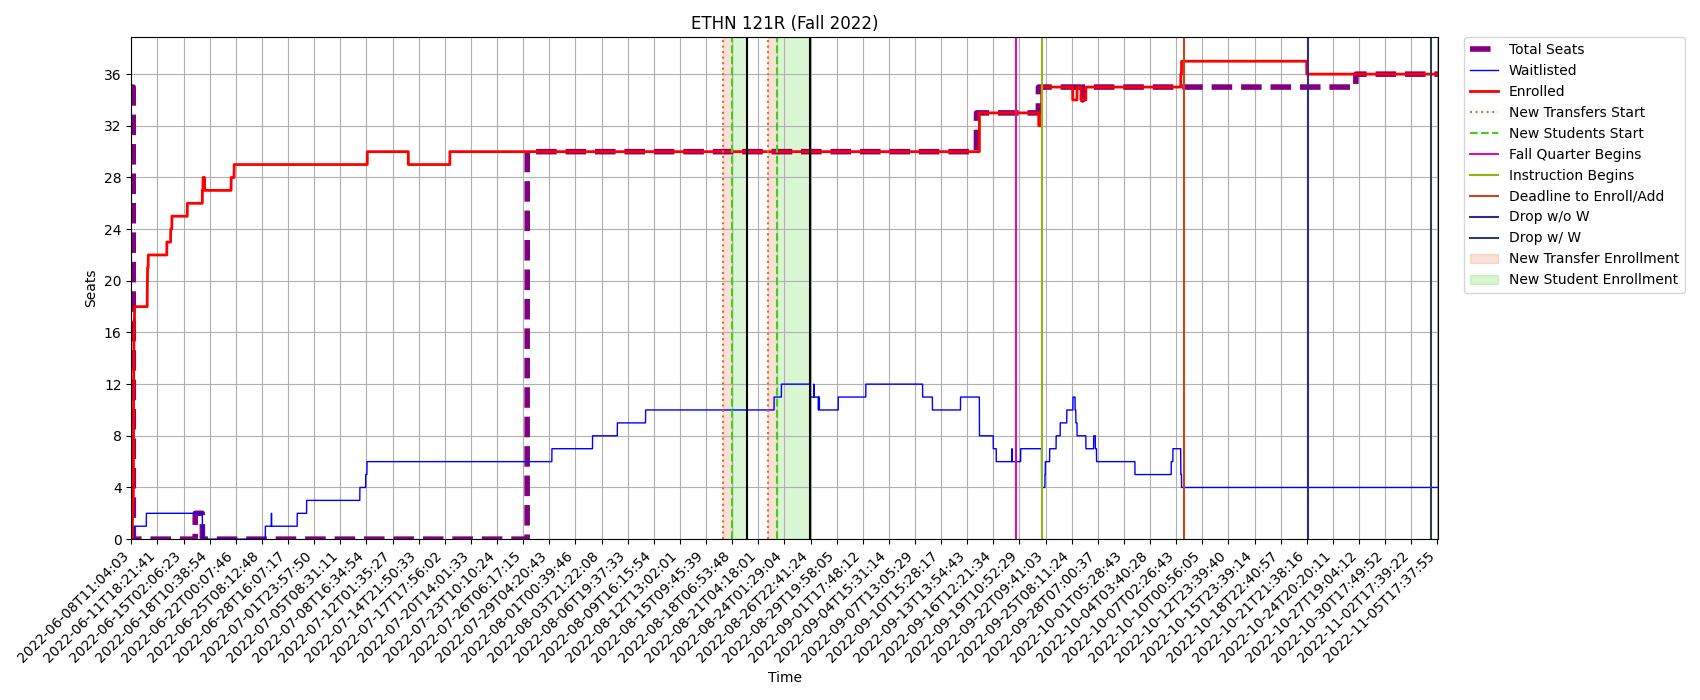 ETHN 121R (Fall 2022)
Seats
36
32
28
24
20
16
12
8
4
0
2022-06-08T11:04:03
2022-06-11T18:21:41
2022-06-15T02:06:23
2022-06-18T10:38:54
2022-06-22T00:07:46
2022-06-25T08:12:48
2022-06-28T16:07:17
2022-07-01T23:57:50
2022-07-05T08:31:11
2022-07-08T16:34:54
2022-07-12T01:35:27
2022-07-14T21:50:33
2022-07-17T17:56:02
2022-07-20T14:01:33
2022-07-23T10:10:24
2022-07-26T06:17:15
2022-07-29T04:20:43
2022-08-01T00:39:46
2022-08-03T21:22:08
2022-08-06T19:37:33
2022-08-09T16:15:54
2022-08-12T13:02:01
2022-08-15T09:45:39
2022-08-18T06:53:48
2022-08-21T04:18:01
2022-08-24T01:29:04
2022-08-26T22:41:24
2022-08-29T19:58:05
2022-09-01T17:48:12
2022-09-04T15:31:14
2022-09-07T13:05:29
2022-09-10T15:28:17
2022-09-13T13:54:43
2022-09-16T12:21:34
2022-09-19T10:52:29
2022-09-22T09:41:03
2022-09-25T08:11:24
2022-09-28T07:00:37
2022-10-01T05:28:43
2022-10-04T03:40:28
2022-10-07T02:26:43
2022-10-10T00:56:05
2022-10-12T23:39:40
2022-10-15T23:39:14
2022-10-18T22:40:57
2022-10-21T21:38:16
2022-10-24T20:20:11
2022-10-27T19:04:12
2022-10-30T17:49:52
2022-11-02T17:39:22
2022-11-05T17:37:55
Time
Total Seats
Waitlisted
Enrolled
New Transfers Start
New Students Start
Fall Quarter Begins
Instruction Begins
Deadline to Enroll/Add
Drop w/o W
Drop w/ W
New Transfer Enrollment
New Student Enrollment